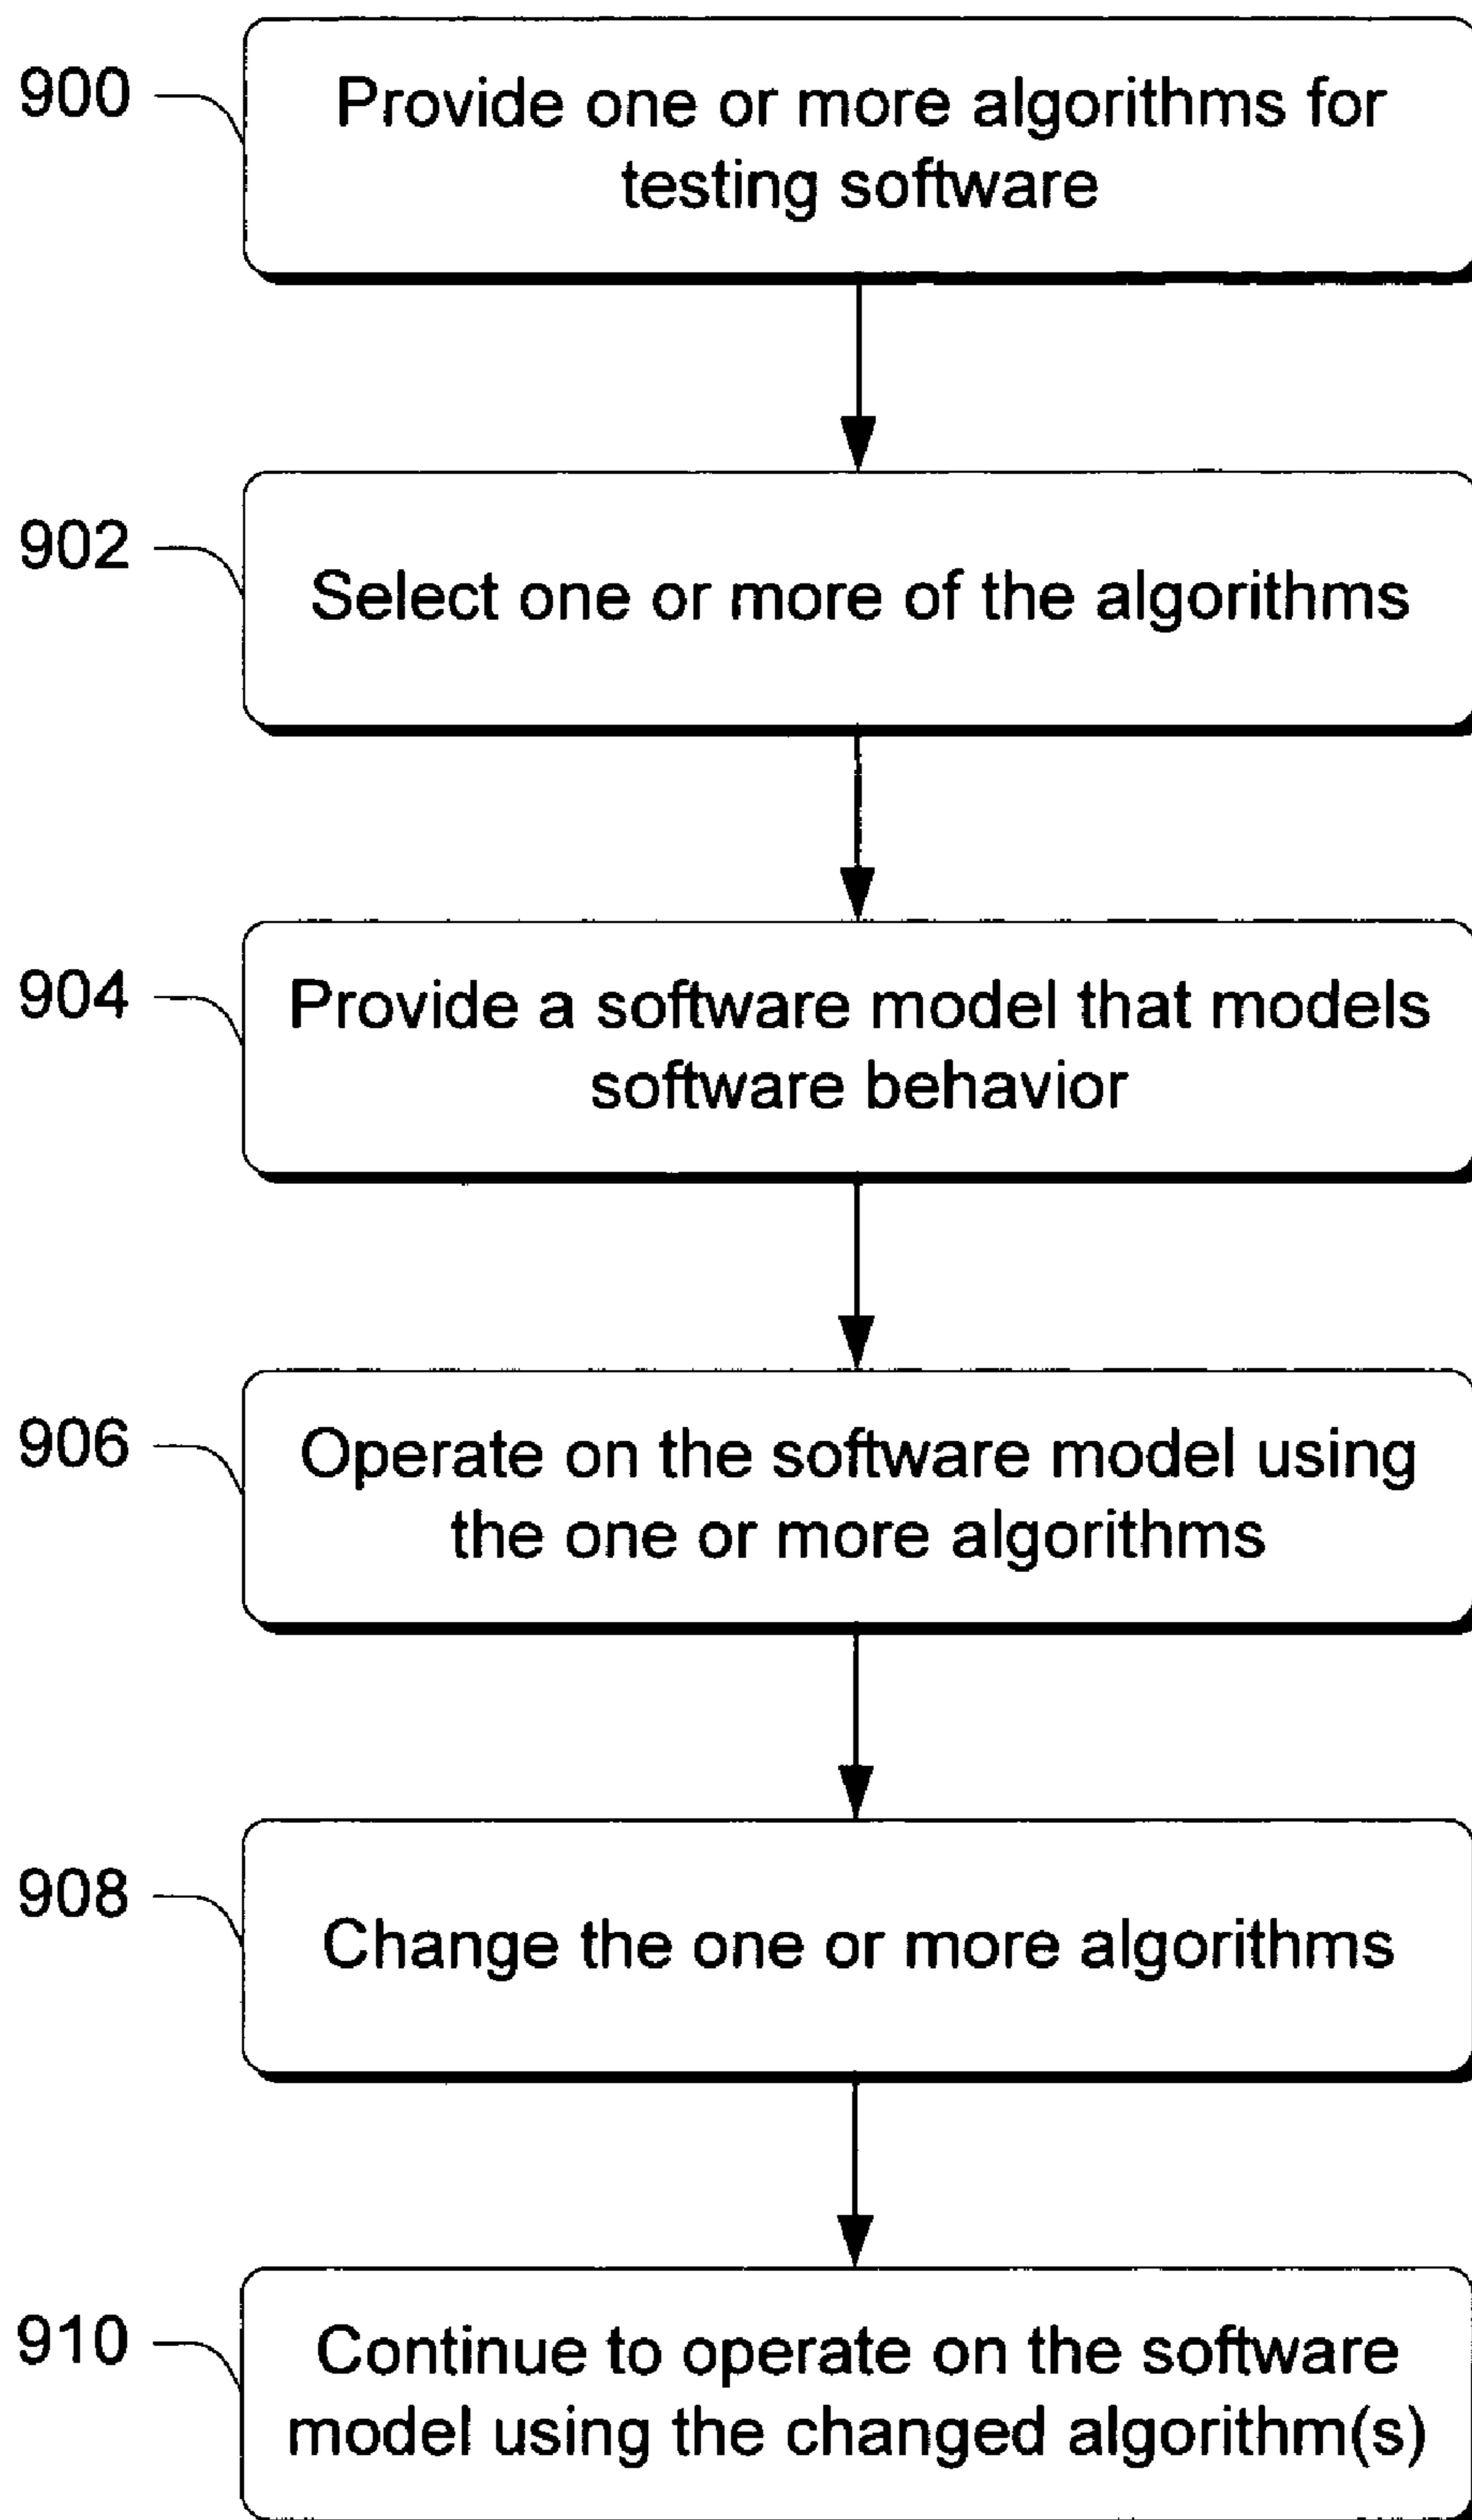 900
Provide one or more algorithms for
testing software
902
Select one or more of the algorithms
904
Provide a software model that models
software behavior
906
Operate on the software model using
the one or more algorithms
908
Change the one or more algorithms
910
Continue to operate on the software
model using the changed algorithm(s)